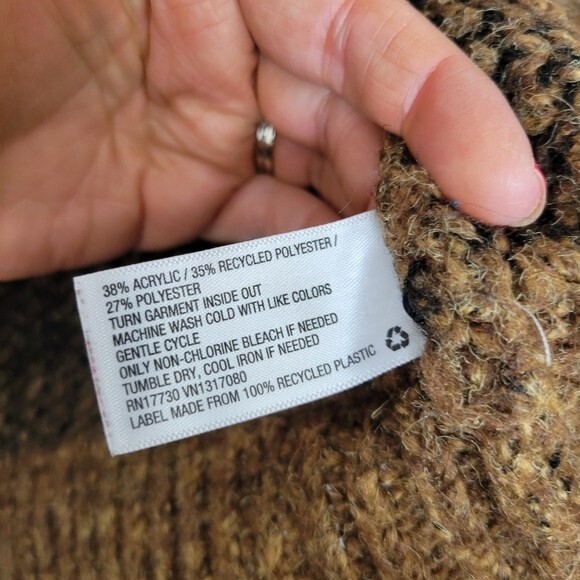 38% ACRYLIC / 35% RECYCLED POLYESTER /
27% POLYESTER
TURN GARMENT INSIDE OUT
MACHINE WASH COLD WITH LIKE COLORS
GENTLE CYCLE
ONLY NON-CHLORINE BLEACH IF NEEDED
TUMBLE DRY, COOL IRON IF NEEDED
RN17730 VN1317080
LABEL MADE FROM 100% RECYCLED PLASTIC